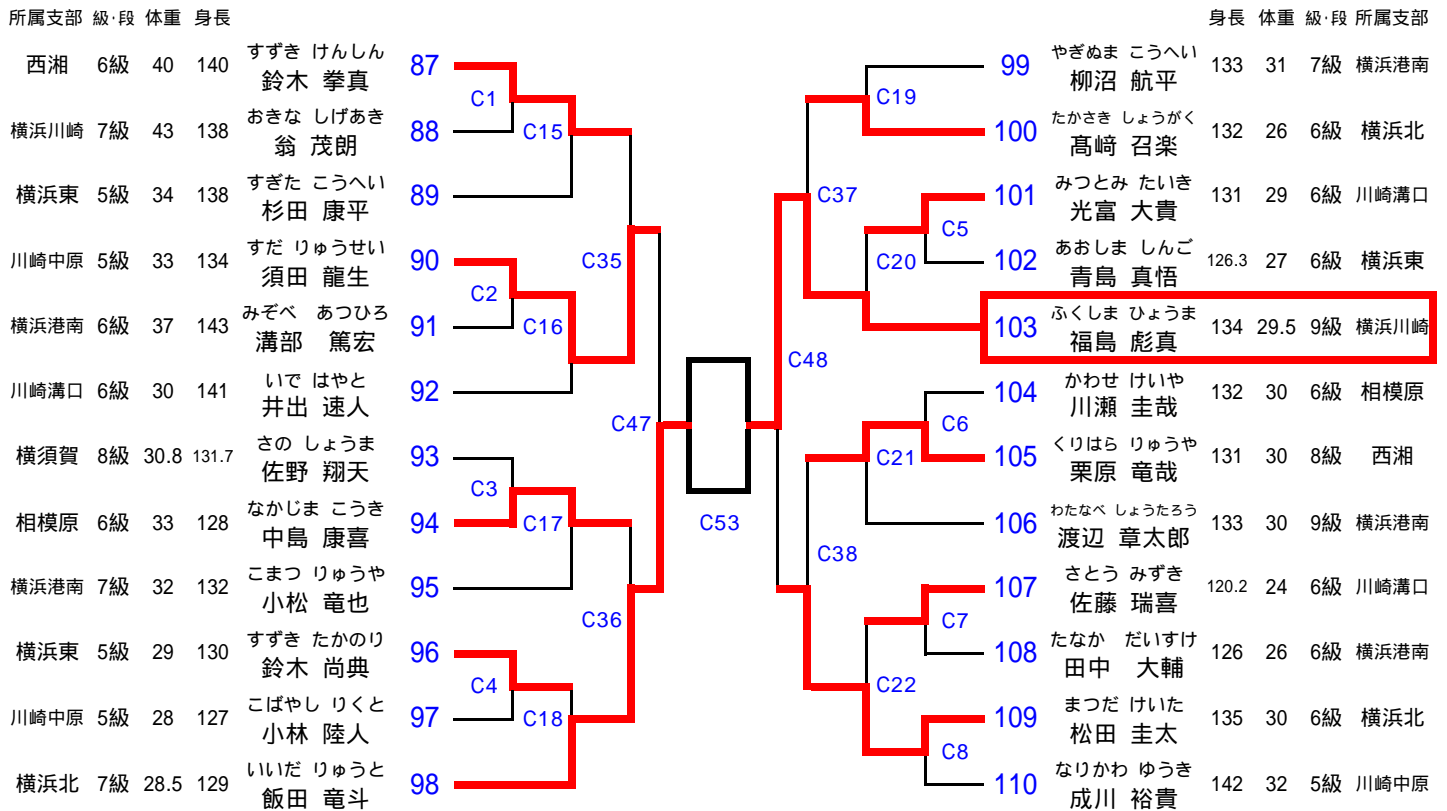 所属支部 級・段 体重 身長
西湘 6級 40 140 すずき けんしん 鈴木 拳真 87
横浜川崎 7級 43 138 おきな しげあき 翁 茂朗 88
横浜東 5級 34 138 すぎた こうへい 杉田 康平 89
川崎中原 5級 33 134 すだ りゅうせい 須田 龍生 90
横浜港南 6級 37 143 みぞべ あつひろ 溝部 篤宏 91
川崎溝口 6級 30 141 いで はやと 井出 速人 92
横須賀 8級 30.8 131.7 さの しょうま 佐野 翔天 93
相模原 6級 33 128 なかじま こうき 中島 康喜 94
横浜港南 7級 32 132 こまつ りゅうや 小松 竜也 95
横浜東 5級 29 130 すずき たかのり 鈴木 尚典 96
川崎中原 5級 28 127 こばやし りくと 小林 陸人 97
横浜北 7級 28.5 129 いいだ りゅうと 飯田 竜斗 98
C1
C15
C2
C16
C35
C3
C17
C4
C18
C36
C47
C53
C48
C37
C19
C5
C20
C6
C21
C38
C7
C22
C8
身長 体重 級・段 所属支部
99 やぎぬま こうへい 柳沼 航平 133 31 7級 横浜港南
100 たかさき しょうがく 髙﨑 召楽 132 26 6級 横浜北
101 みつとみ たいき 光富 大貴 131 29 6級 川崎溝口
102 あおしま しんご 青島 真悟 126.3 27 6級 横浜東
103 ふくしま ひょうま 福島 彪真 134 29.5 9級 横浜川崎
104 かわせ けいや 川瀬 圭哉 132 30 6級 相模原
105 くりはら りゅうや 栗原 竜哉 131 30 8級 西湘
106 わたなべ しょうたろう 渡辺 章太郎 133 30 9級 横浜港南
107 さとう みずき 佐藤 瑞喜 120.2 24 6級 川崎溝口
108 たなか だいすけ 田中 大輔 126 26 6級 横浜港南
109 まつだ けいた 松田 圭太 135 30 6級 横浜北
110 なりかわ ゆうき 成川 裕貴 142 32 5級 川崎中原